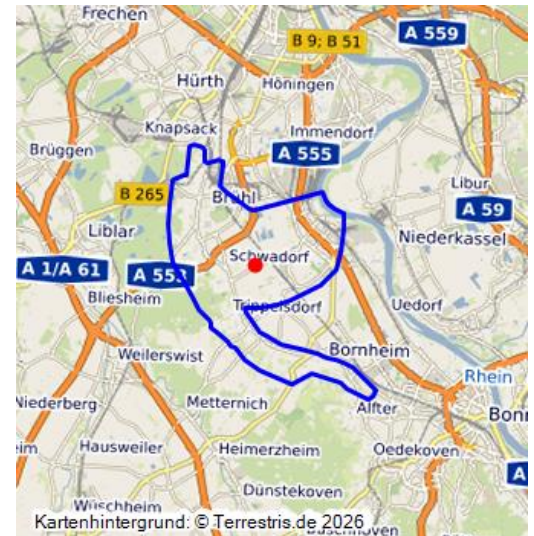 Frechen
B 9; B 51
A 559
Hürth
Höningen
Knapsack
Immendorf
Brüggen
A 555
Libur
B 265
Brühl
A 59
Liblar
Niederkassel
Schwadorf
A 1/A 61
A 553
Bliesheim
Trippelsdorf
Uedorf
Weilerswist
Bornheim
Rhein
Niederberg
Metternich
Alfter
Bonn
Hausweiler
Heimerzheim
Oedekoven
A
Dünstekoven
Müschheim
Buschhoven
Kartenhintergrund: © Terrestris.de 2026